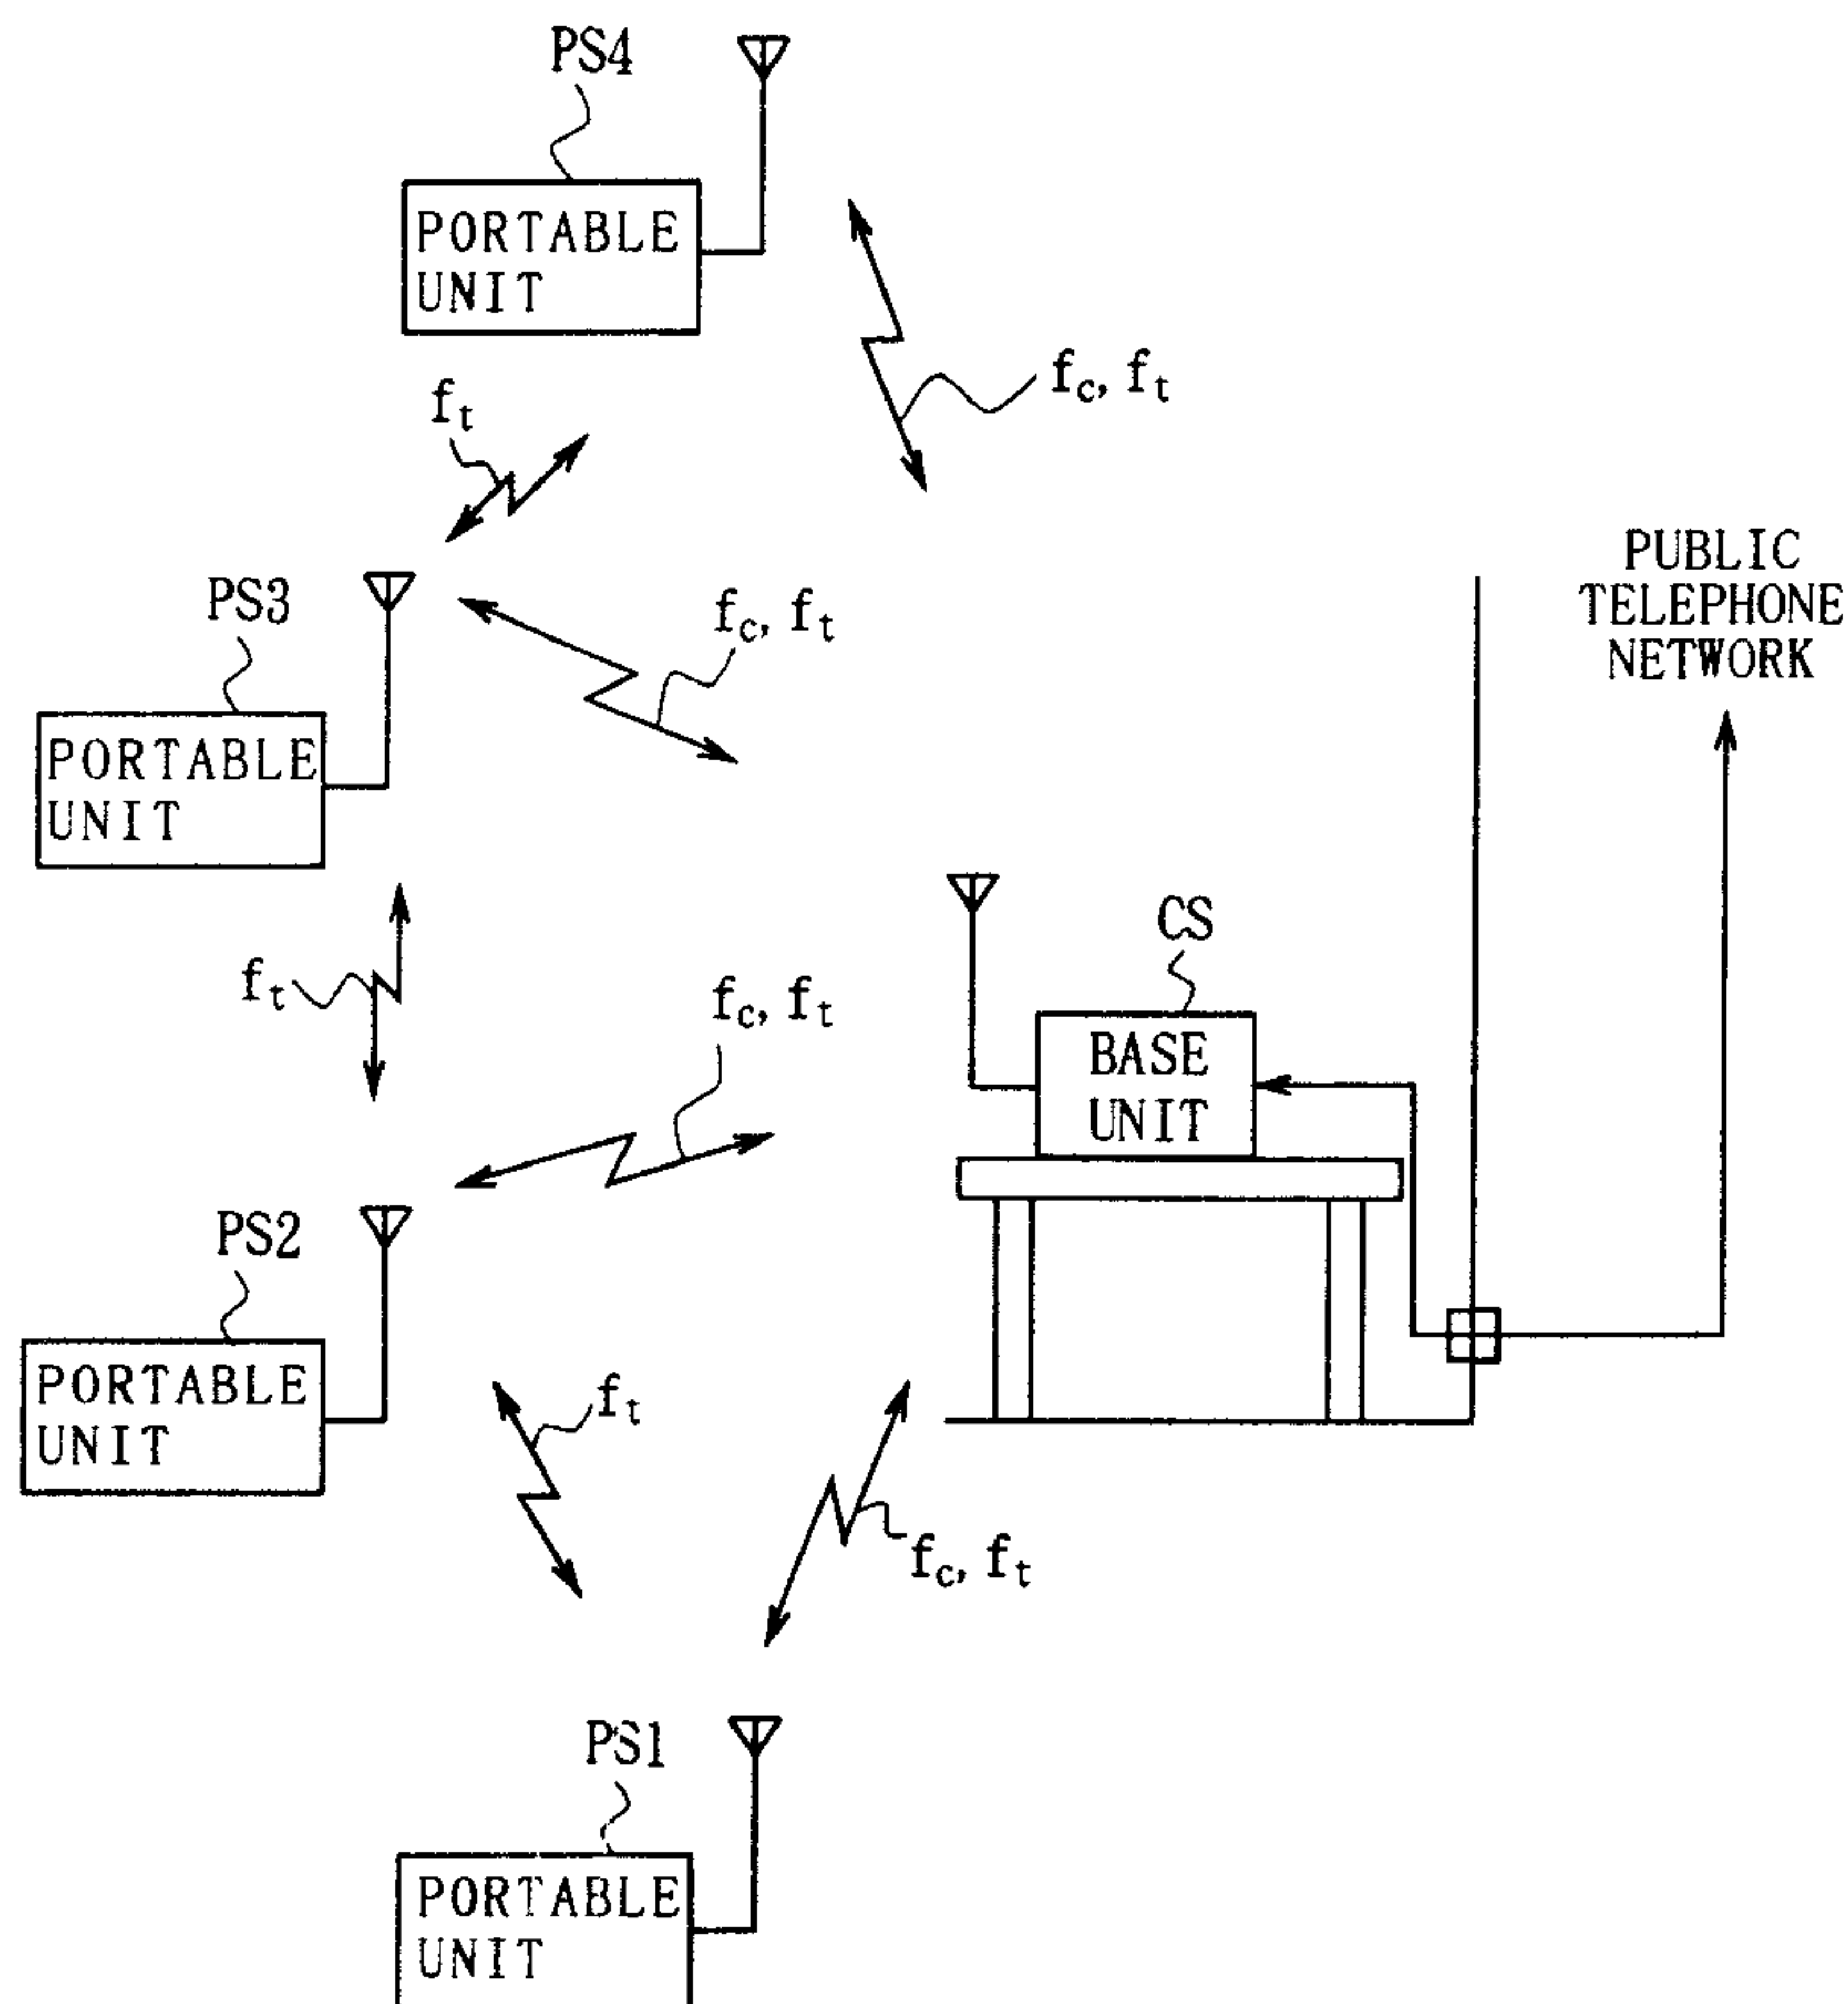 PS4
PORTABLE
UNIT
fc, ft
ft
PUBLIC
TELEPHONE
NETWORK
PS3
fc, ft
PORTABLE
UNIT
CS
ft
fc, ft
BASE
UNIT
PS2
PORTABLE
UNIT
ft
fc, ft
PS1
PORTABLE
UNIT